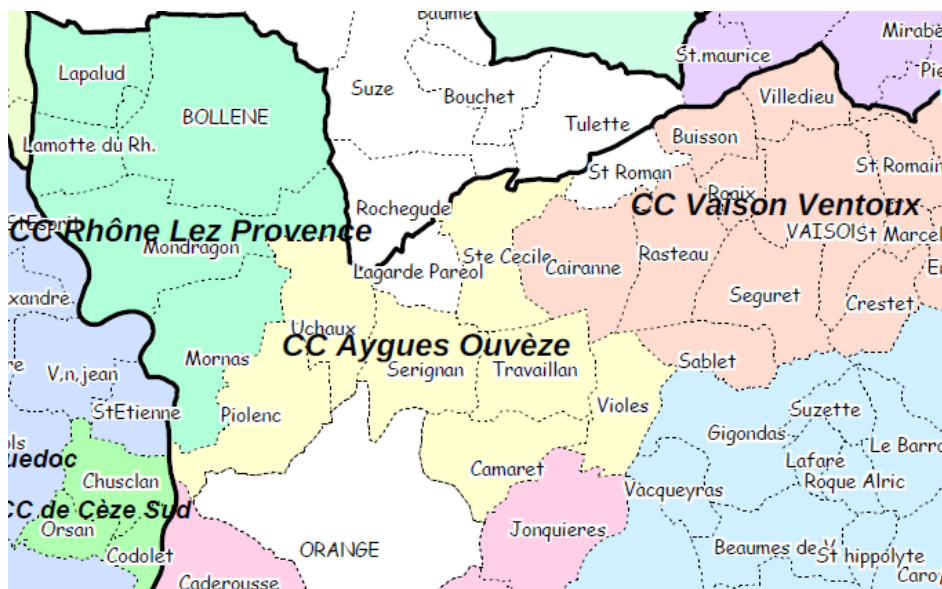 Baume
Mirabe
St.maurice
Lapalud
Pie
Suze
Bouchet
Villedieu
BOLLENE
Tulette
Buisson
Lamotte du Rh.
St Roman
St Romain
Roaix
CC Vaison Ventoux
Rochegude
St Esprit
CC Rhône Lez Provence
VAISON
St Marcel
Mondragon
Ste Cecile
Rasteau
Lagarde Pareol
Cairanne
Seguret
xandre
Crestet
Uchaux
CC Aygues Ouvèze
Mornas
Sablet
re
Serignan
Travaillan
V,n,jean
StEtienne
Piolenc
Violes
Suzette
Gigondas
ols
Le Barro
uedoc
Lafare
Camaret
Chusclan
Roque Alric
Vacqueyras
CC de Cèze Sud
Orsan
Jonquieres
ORANGE
Codolet
Beaumes de V
St hippolyte
Caderousse
Caro